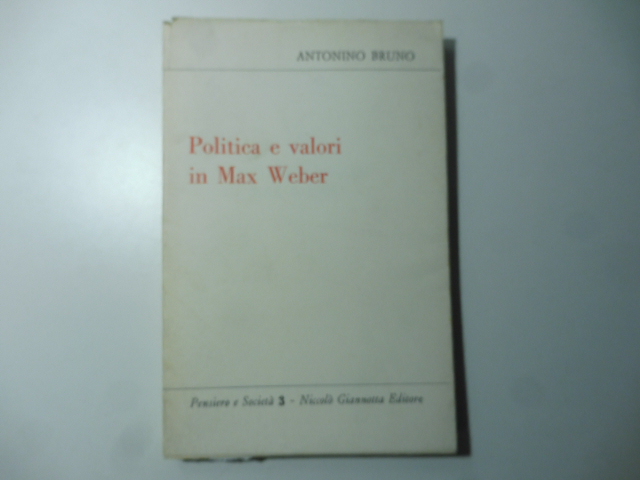 ANTONINO BRUNO
Politica e valori
in Max Weber
Pensiero e Società 3 - Niccolò Giannotta Editore